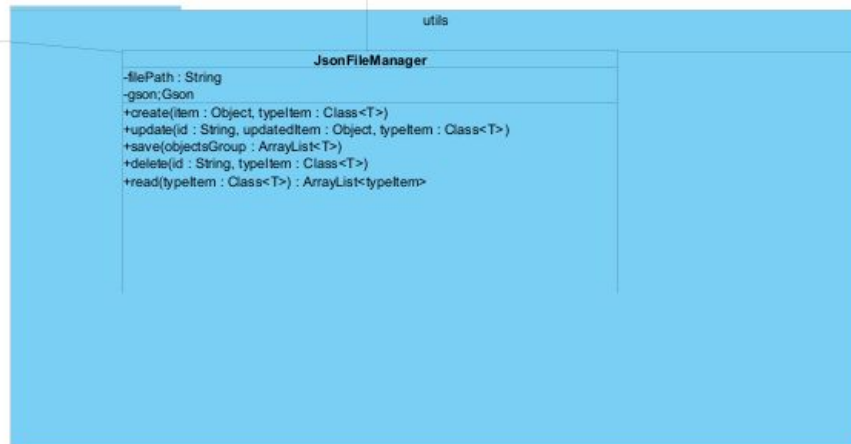 utils
JsonFileManager
-filePath : String
-gson;Gson
+create(item : Object, typeItem : Class<T>)
+update(id : String, updatedItem : Object, typeItem : Class<T>)
+save(objectsGroup : ArrayList<T>)
+delete(id : String, typeItem : Class<T>)
+read(typeItem : Class<T>) : ArrayList<typeItem>